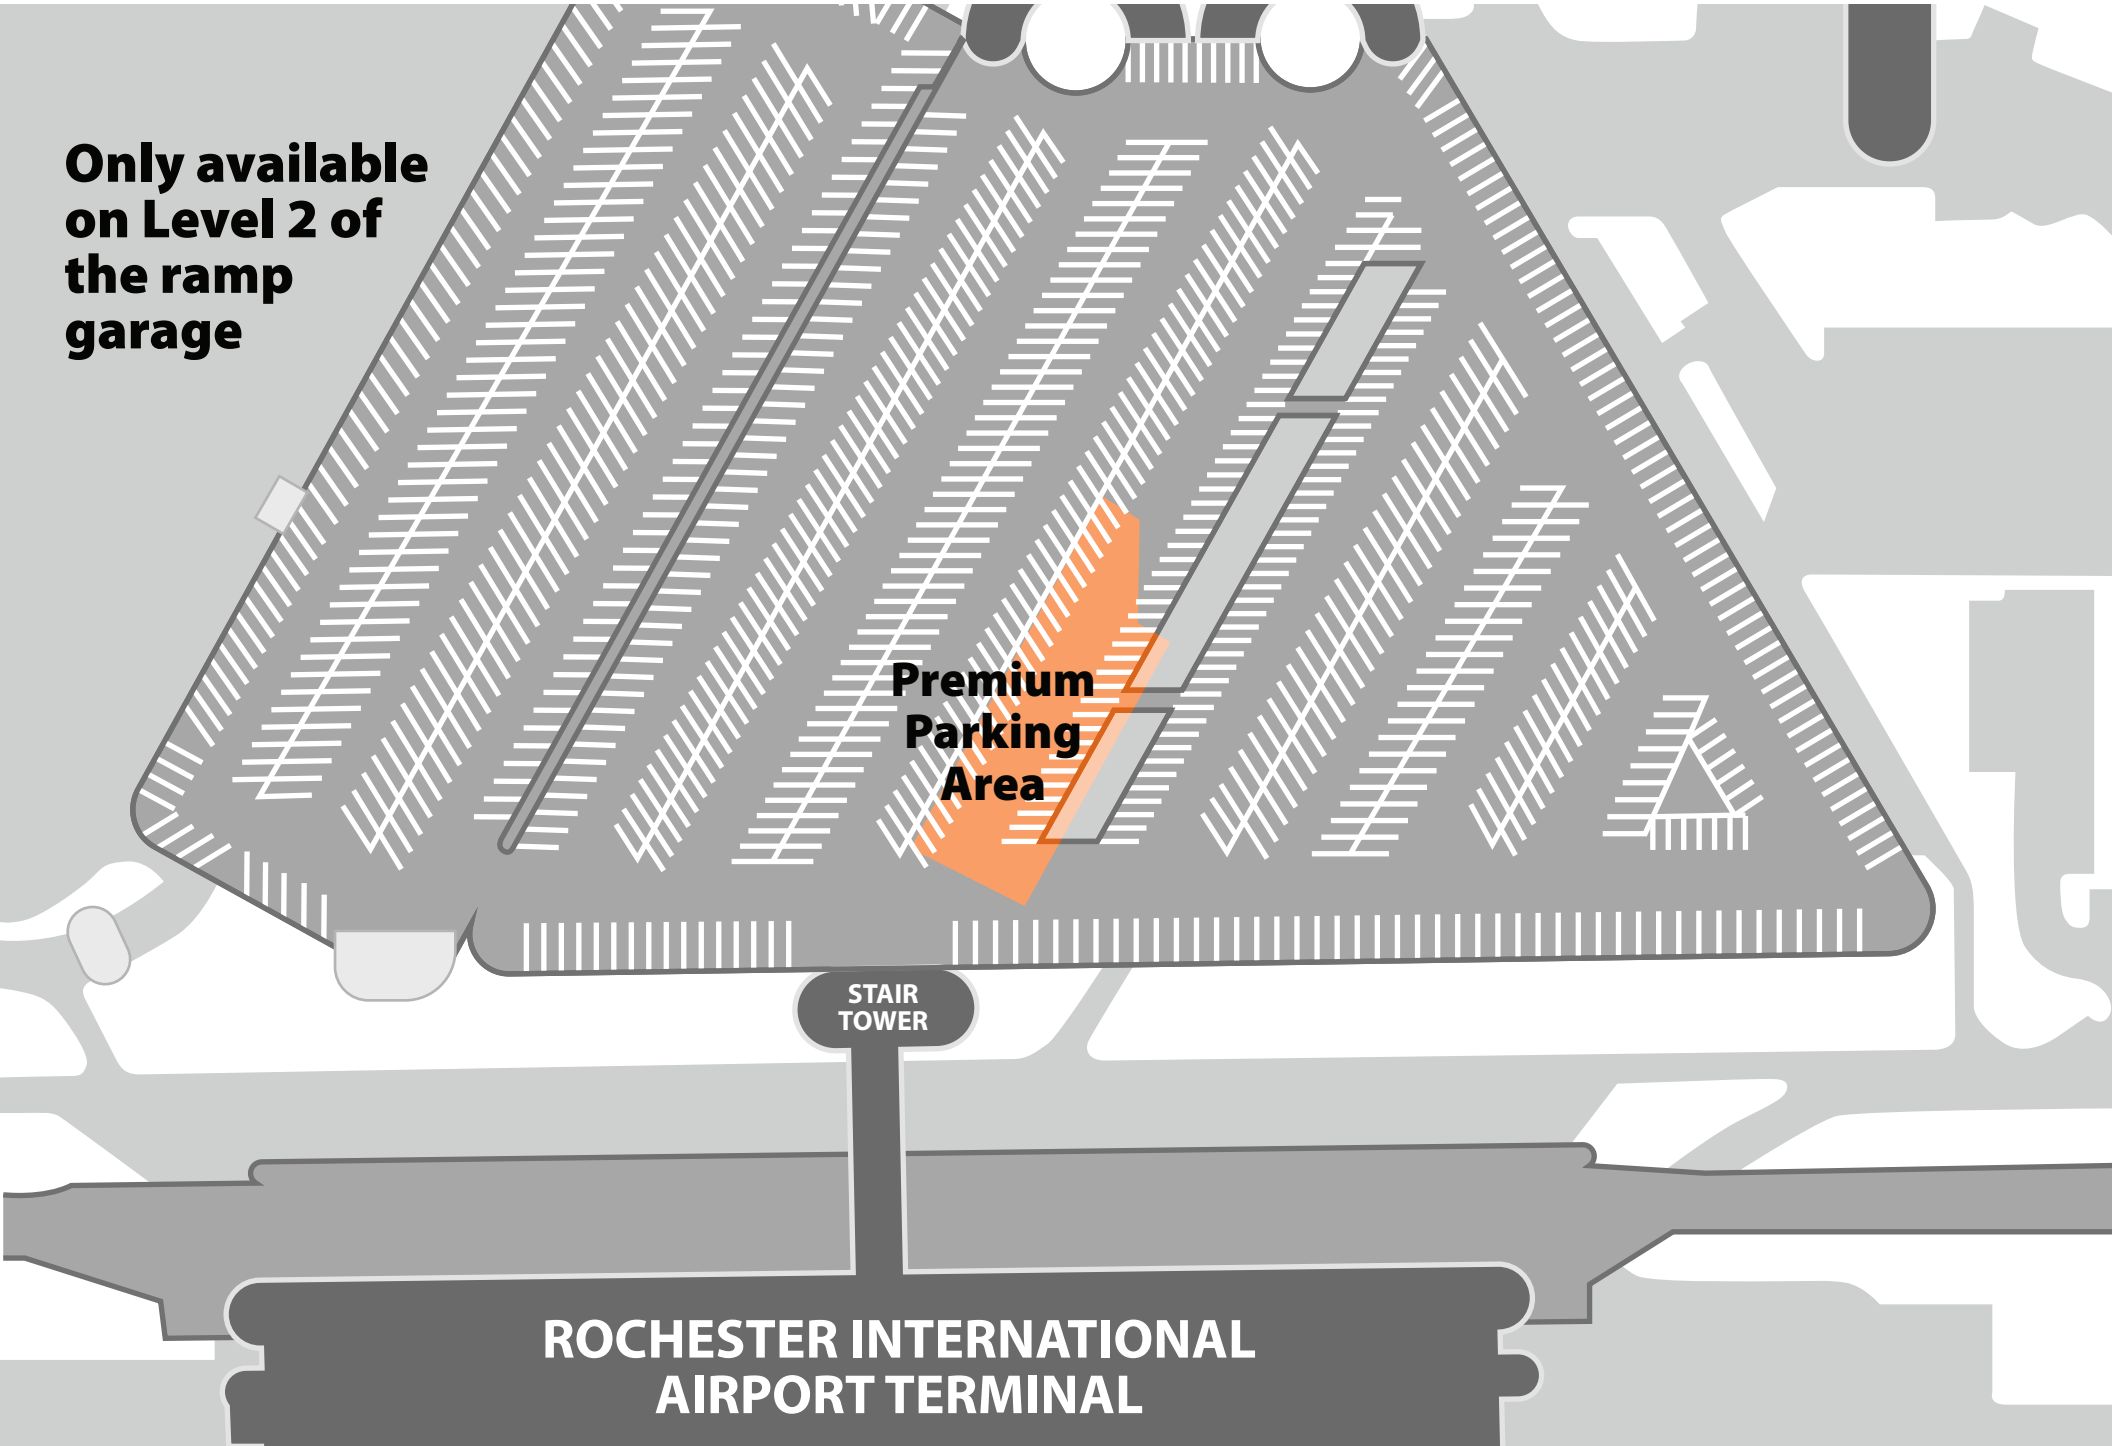 Only available
on Level 2 of
the ramp
garage
Premium
Parking
Area
STAIR
TOWER
ROCHESTER INTERNATIONAL
AIRPORT TERMINAL